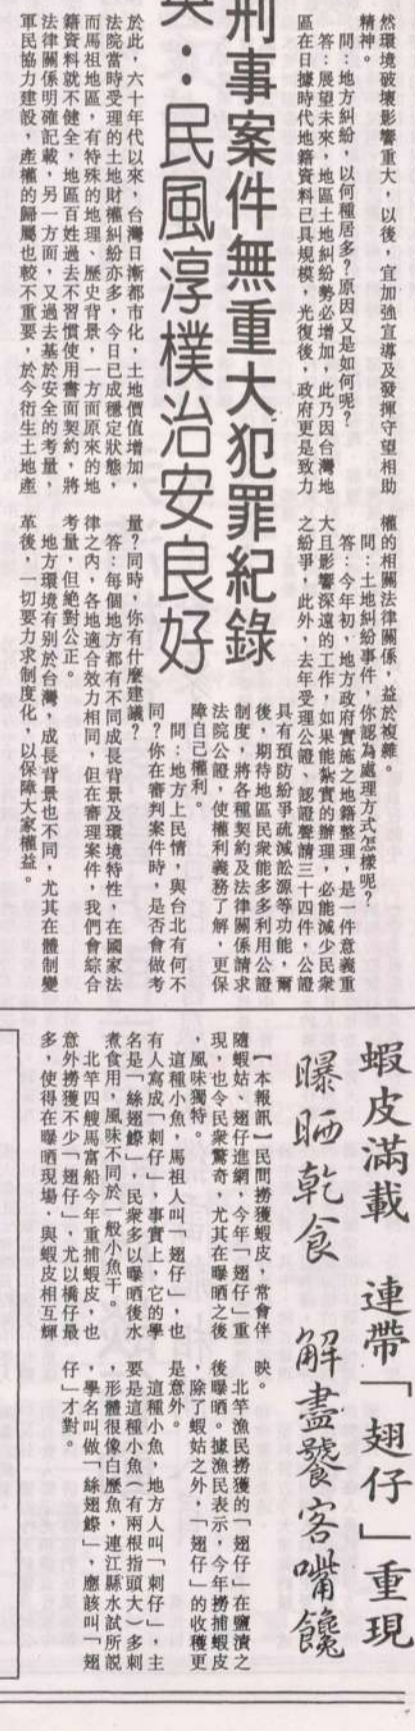 然環境破壞影響重大，以後，宜加強宣導及發揮守望相助
精神。
問：地方糾紛，以何種居多？原因又是如何呢？
答：展望未來，地區土地糾紛勢必增加，此乃因台灣地
區在日據時代地籍資料已具規模，光復後，政府更是致力
刑事案件無重大犯罪紀錄
：民風淳樸治安良好
於此，六十年代以來，台灣日漸都市化，土地價值增加，
法院當時受理的土地財權糾紛亦多，今日已成穩定狀態，
而馬祖地區，有特殊的地理、歷史背景，一方面原來的地
籍資料就不健全，地區百姓過去不習慣使用書面契約，將
法律關係明確記載，另一方面，又過去基於安全的考量，
軍民協力建設，產權的歸屬也較不重要，於今衍生土地產
權的相關法律關係，益於複雜。
問：土地糾紛事件，你認為處理方式怎樣呢？
答：今年初，地方政府實施之地籍整理，是一件意義重
大且影響深遠的工作，如果能紮實的辦理，必能減少民衆
之紛爭，此外，去年受理公證、認證聲請三十四件，公證
具有預防紛爭疏減訟源等功能，爾
後，期待地區民衆能多多利用公證
制度，將各種契約及法律關係請求
法院公證，使權利義務了解，更保
障自己權利。
問：地方上民情，與台北有何不
同？你在審判案件時，是否會做考
量？同時，你有什麼建議？
答：每個地方都有不同成長背景及環境特性，在國家法
律之內，各地適合效力相同，但在審理案件，我們會綜合
考量，但絕對公正。
地方環境有别於台灣，成長背景也不同，尤其在體制變
革後，一切要力求制度化，以保障大家權益。
蝦皮滿載　連帶「翅仔」重現
曝晒乾食　解盡饕客嘴饞
【本報訊】民間撈獲蝦皮，常會伴
隨蝦姑、翅仔進網，今年「翅仔」重
現，也令民衆驚奇，尤其在曝晒之後
，風味獨特。
這種小魚，馬祖人叫「翅仔」，也
有人寫成「刺仔」，事實上，它的學
名是「絲翅鰶」，民衆多以曝晒後水
煮食用，風味不同於一般小魚干。
北竿四艘馬富船今年重捕蝦皮，也
意外撈獲不少「翅仔」，尤以橋仔最
多，使得在曝晒現場，與蝦皮相互輝
映。
北竿漁民撈獲的「翅仔」在鹽漬之
後曝晒。據漁民表示，今年撈捕蝦皮
，除了蝦姑之外，「翅仔」的收穫更
是意外。
這種小魚，地方人叫「刺仔」，主
要是這種小魚（有兩根指頭大）多刺
，形體很像白歷魚，連江縣水試所說
，學名叫做「絲翅鰶」，應該叫「翅
仔」才對。